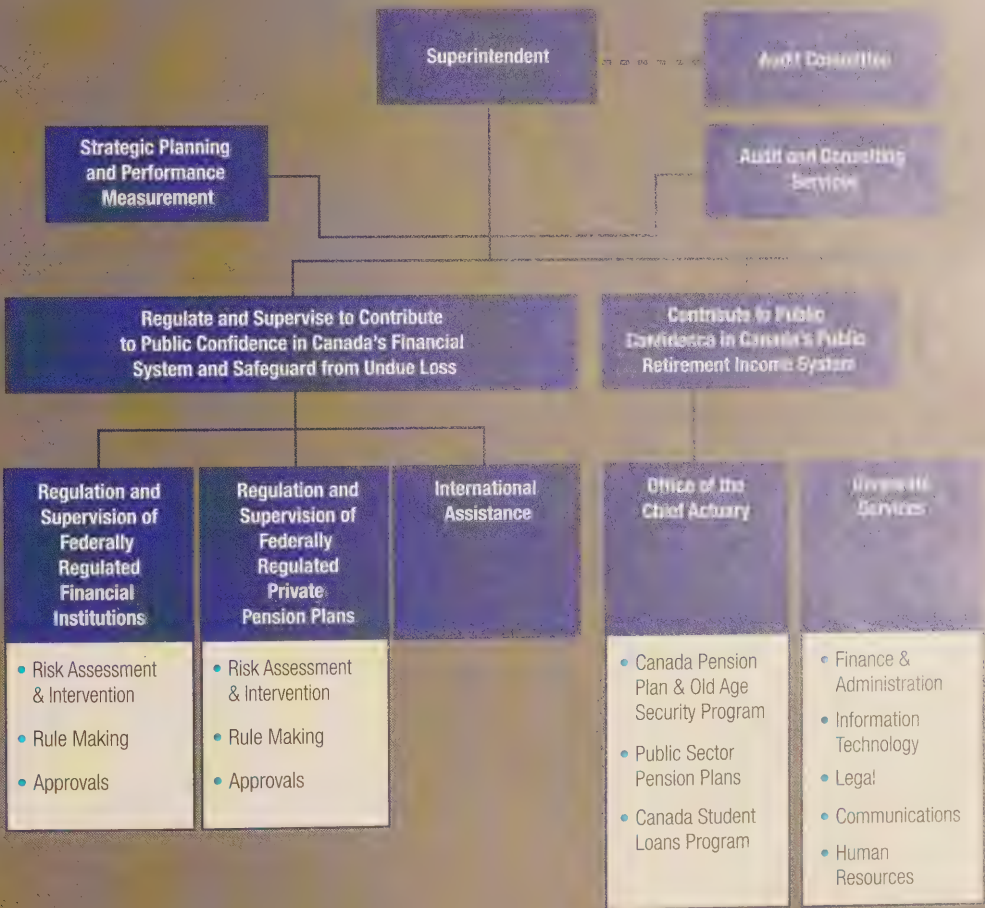 Superintendent
Audit Committee
Strategic Planning
and Performance
Measurement
Audit and Consulting
Services
Regulate and Supervise to Contribute
to Public Confidence in Canada's Financial
System and Safeguard from Undue Loss
Contribute to Public
Confidence in Canada's Public
Retirement Income System
Regulation and
Supervision of
Federally
Regulated
Financial
Institutions
• Risk Assessment
& Intervention
• Rule Making
• Approvals
Regulation and
Supervision of
Federally
Regulated
Private
Pension Plans
• Risk Assessment
& Intervention
• Rule Making
• Approvals
International
Assistance
Office of the
Chief Actuary
• Canada Pension
Plan & Old Age
Security Program
• Public Sector
Pension Plans
• Canada Student
Loans Program
Services
• Finance &
Administration
• Information
Technology
• Legal
• Communications
• Human
Resources